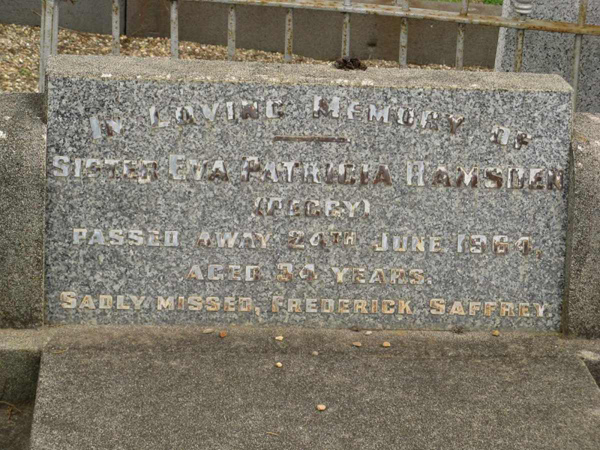 In Loving Memory of
Sister Eva Patricia Ramsden
(Peggy)
Passed away 24th June 1964,
Aged 34 years.
Sadly missed, Frederick Saffrey.